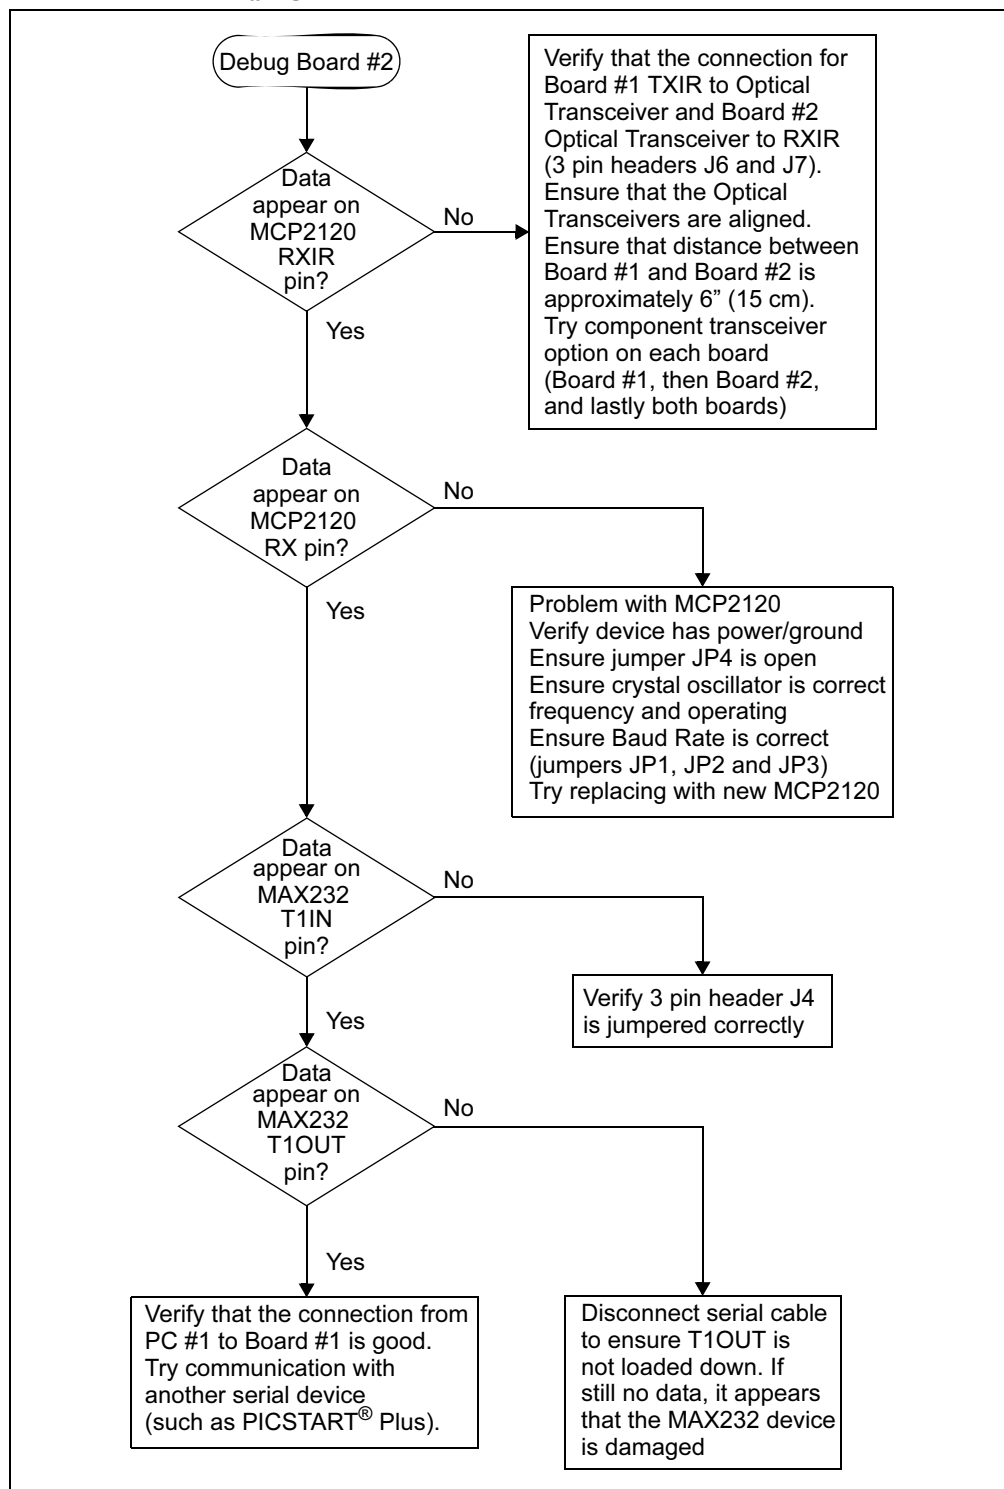 Debug Board #2
Data
appear on
MCP2120
RXIR
pin?
No
Verify that the connection for
Board #1 TXIR to Optical
Transceiver and Board #2
Optical Transceiver to RXIR
(3 pin headers J6 and J7).
Ensure that the Optical
Transceivers are aligned.
Ensure that distance between
Board #1 and Board #2 is
approximately 6” (15 cm).
Try component transceiver
option on each board
(Board #1, then Board #2,
and lastly both boards)
Yes
Data
appear on
MCP2120
RX pin?
No
Problem with MCP2120
Verify device has power/ground
Ensure jumper JP4 is open
Ensure crystal oscillator is correct
frequency and operating
Ensure Baud Rate is correct
(jumpers JP1, JP2 and JP3)
Try replacing with new MCP2120
Yes
Data
appear on
MAX232
T1IN
pin?
No
Verify 3 pin header J4
is jumpered correctly
Yes
Data
appear on
MAX232
T1OUT
pin?
No
Disconnect serial cable
to ensure T1OUT is
not loaded down. If
still no data, it appears
that the MAX232 device
is damaged
Yes
Verify that the connection from
PC #1 to Board #1 is good.
Try communication with
another serial device
(such as PICSTART® Plus).